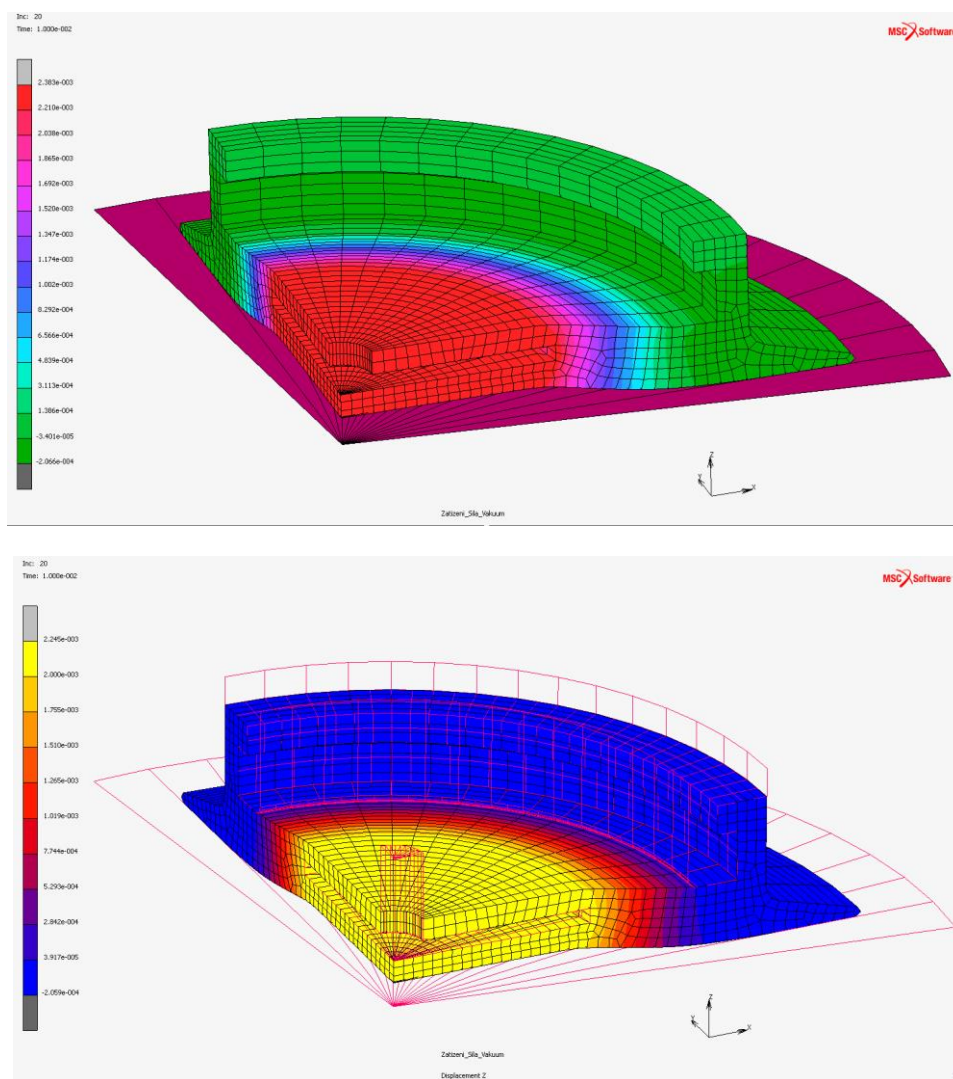 Inc: 20
Time: 1.000e-002
MSC Software
2.383e-003
2.210e-003
2.038e-003
1.865e-003
1.692e-003
1.520e-003
1.347e-003
1.174e-003
1.002e-003
8.292e-004
6.566e-004
4.839e-004
3.113e-004
1.386e-004
-3.401e-005
-2.066e-004
Z
Y
X
Zatizeni_Sila_Vakuum
Inc: 20
Time: 1.000e-002
MSC Software
2.245e-003
2.000e-003
1.755e-003
1.510e-003
1.265e-003
1.019e-003
7.744e-004
5.293e-004
2.842e-004
3.917e-005
-2.059e-004
Z
Y
X
Zatizeni_Sila_Vakuum
Displacement Z